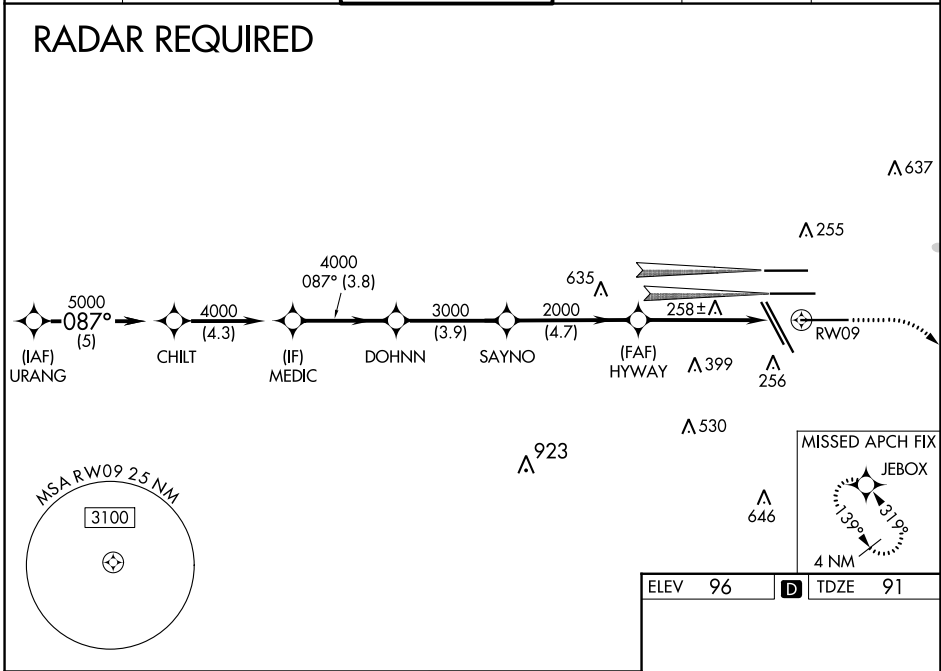 RADAR REQUIRED
637
255
4000
087° (3.8)
635
5000
087°
(5)
4000
(4.3)
3000
(3.9)
2000
(4.7)
258±
RW09
(IAF)
URANG
CHILT
(IF)
MEDIC
DOHNN
SAYNO
(FAF)
HYWAY
399
256
530
923
646
MSA RW09 25 NM
3100
MISSED APCH FIX
JEBOX
139°
319°
4 NM
ELEV 96 D TDZE 91